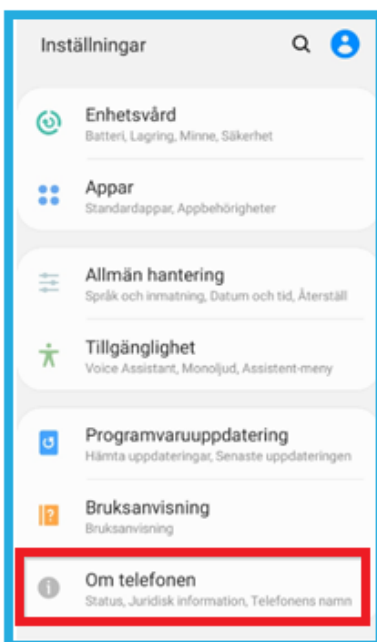 Inställningar
Enhetsvård
Batteri, Lagring, Minne, Säkerhet
Appar
Standardappar, Appbehörigheter
Allmän hantering
Språk och inmatning, Datum och tid, Återställ
Tillgänglighet
Voice Assistant, Monoljud, Assistent-meny
Programvaruuppdatering
Hämta uppdateringar, Senaste uppdateringen
Bruksanvisning
Bruksanvisning
Om telefonen
Status, Juridisk information, Telefonens namn